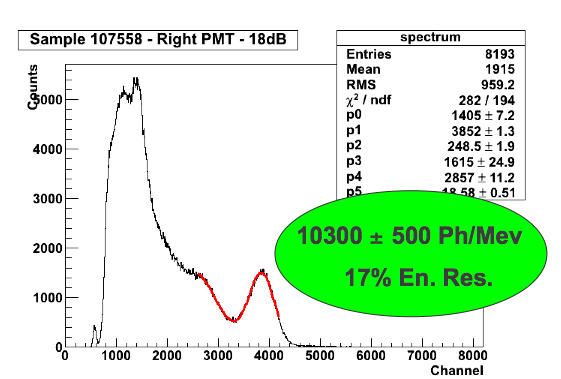 Sample 107558 - Right PMT - 18dB
spectrum
Entries 8193
Mean 1915
RMS 959.2
χ² / ndf 282 / 194
p0 1405 ± 7.2
p1 3852 ± 1.3
p2 248.5 ± 1.9
p3 1615 ± 24.9
p4 2857 ± 11.2
p5 18.58 ± 0.51
10300 ± 500 Ph/Mev
17% En. Res.
Counts
5000
4000
3000
2000
1000
0
0 1000 2000 3000 4000 5000 6000 7000 8000
Channel